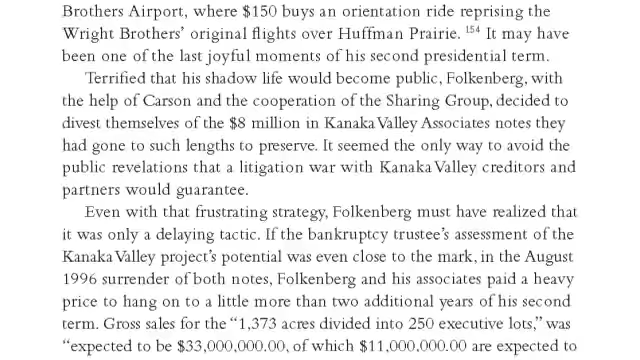 Brothers Airport, where $150 buys an orientation ride reprising the
Wright Brothers’ original flights over Huffman Prairie. 154 It may have
been one of the last joyful moments of his second presidential term.
Terrified that his shadow life would become public, Folkenberg, with
the help of Carson and the cooperation of the Sharing Group, decided to
divest themselves of the $8 million in Kanaka Valley Associates notes they
had gone to such lengths to preserve. It seemed the only way to avoid the
public revelations that a litigation war with Kanaka Valley creditors and
partners would guarantee.
Even with that frustrating strategy, Folkenberg must have realized that
it was only a delaying tactic. If the bankruptcy trustee’s assessment of the
Kanaka Valley project’s potential was even close to the mark, in the August
1996 surrender of both notes, Folkenberg and his associates paid a heavy
price to hang on to a little more than two additional years of his second
term. Gross sales for the “1,373 acres divided into 250 executive lots,” was
“expected to be $33,000,000.00, of which $11,000,000.00 are expected to